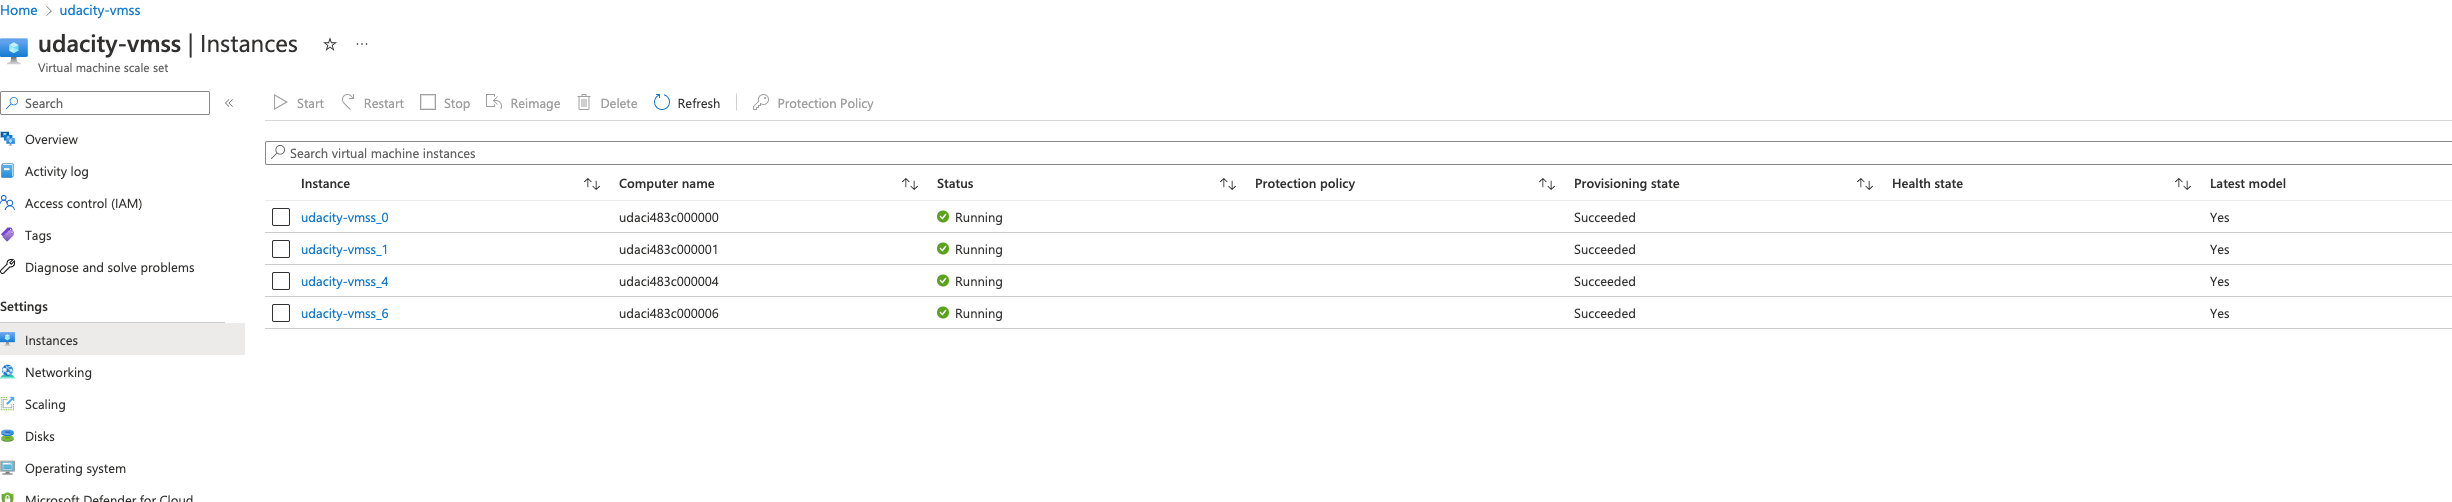 Home > udacity-vmss
udacity-vmss | Instances ☆ ···
Virtual machine scale set
Search «
Start Restart Stop Reimage Delete Refresh Protection Policy
Overview
Activity log
Access control (IAM)
Tags
Diagnose and solve problems
Settings
Instances
Networking
Scaling
Disks
Operating system
Microsoft Defender for Cloud
Search virtual machine instances
Instance ↑↓ Computer name ↑↓ Status ↑↓ Protection policy ↑↓ Provisioning state ↑↓ Health state ↑↓ Latest model
udacity-vmss_0 udaci483c000000 Running Succeeded Yes
udacity-vmss_1 udaci483c000001 Running Succeeded Yes
udacity-vmss_4 udaci483c000004 Running Succeeded Yes
udacity-vmss_6 udaci483c000006 Running Succeeded Yes